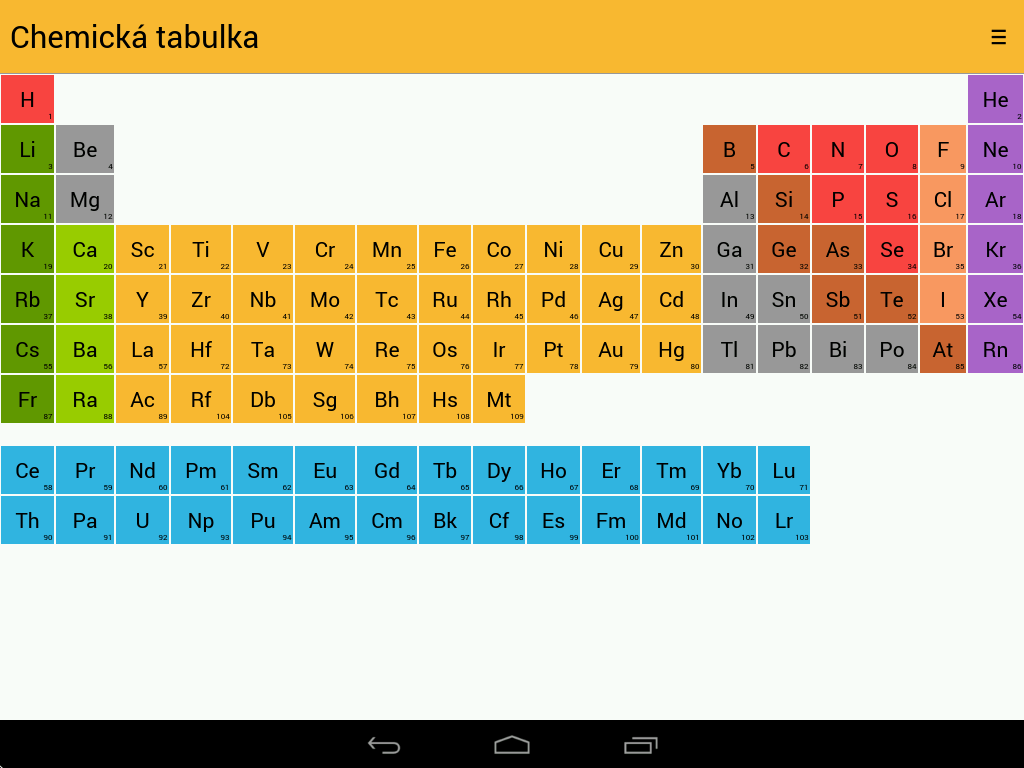 Chemická tabulka ☰
H 1 He 2
Li 3 Be 4 B 5 C 6 N 7 O 8 F 9 Ne 10
Na 11 Mg 12 Al 13 Si 14 P 15 S 16 Cl 17 Ar 18
K 19 Ca 20 Sc 21 Ti 22 V 23 Cr 24 Mn 25 Fe 26 Co 27 Ni 28 Cu 29 Zn 30 Ga 31 Ge 32 As 33 Se 34 Br 35 Kr 36
Rb 37 Sr 38 Y 39 Zr 40 Nb 41 Mo 42 Tc 43 Ru 44 Rh 45 Pd 46 Ag 47 Cd 48 In 49 Sn 50 Sb 51 Te 52 I 53 Xe 54
Cs 55 Ba 56 La 57 Hf 72 Ta 73 W 74 Re 75 Os 76 Ir 77 Pt 78 Au 79 Hg 80 Tl 81 Pb 82 Bi 83 Po 84 At 85 Rn 86
Fr 87 Ra 88 Ac 89 Rf 104 Db 105 Sg 106 Bh 107 Hs 108 Mt 109
Ce 58 Pr 59 Nd 60 Pm 61 Sm 62 Eu 63 Gd 64 Tb 65 Dy 66 Ho 67 Er 68 Tm 69 Yb 70 Lu 71
Th 90 Pa 91 U 92 Np 93 Pu 94 Am 95 Cm 96 Bk 97 Cf 98 Es 99 Fm 100 Md 101 No 102 Lr 103